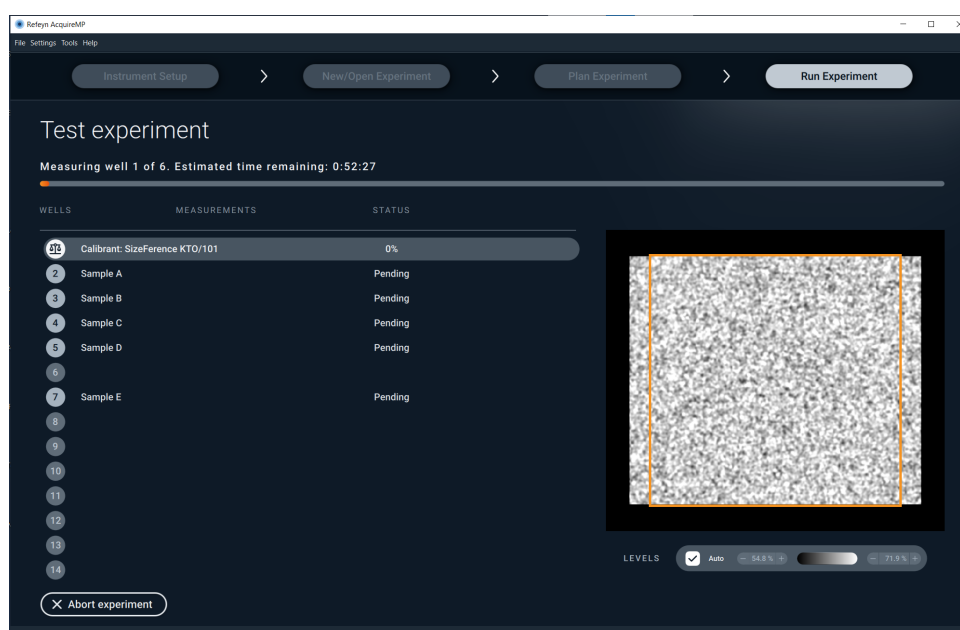 Refeyn AcquireMP
File Settings Tools Help
Instrument Setup > New/Open Experiment > Plan Experiment > Run Experiment
Test experiment
Measuring well 1 of 6. Estimated time remaining: 0:52:27
WELLS MEASUREMENTS STATUS
Calibrant: SizeFerence KTO/101 0%
2 Sample A Pending
3 Sample B Pending
4 Sample C Pending
5 Sample D Pending
6
7 Sample E Pending
8
9
10
11
12
13
14
LEVELS Auto − 54.8 % + − 71.9 % +
Abort experiment